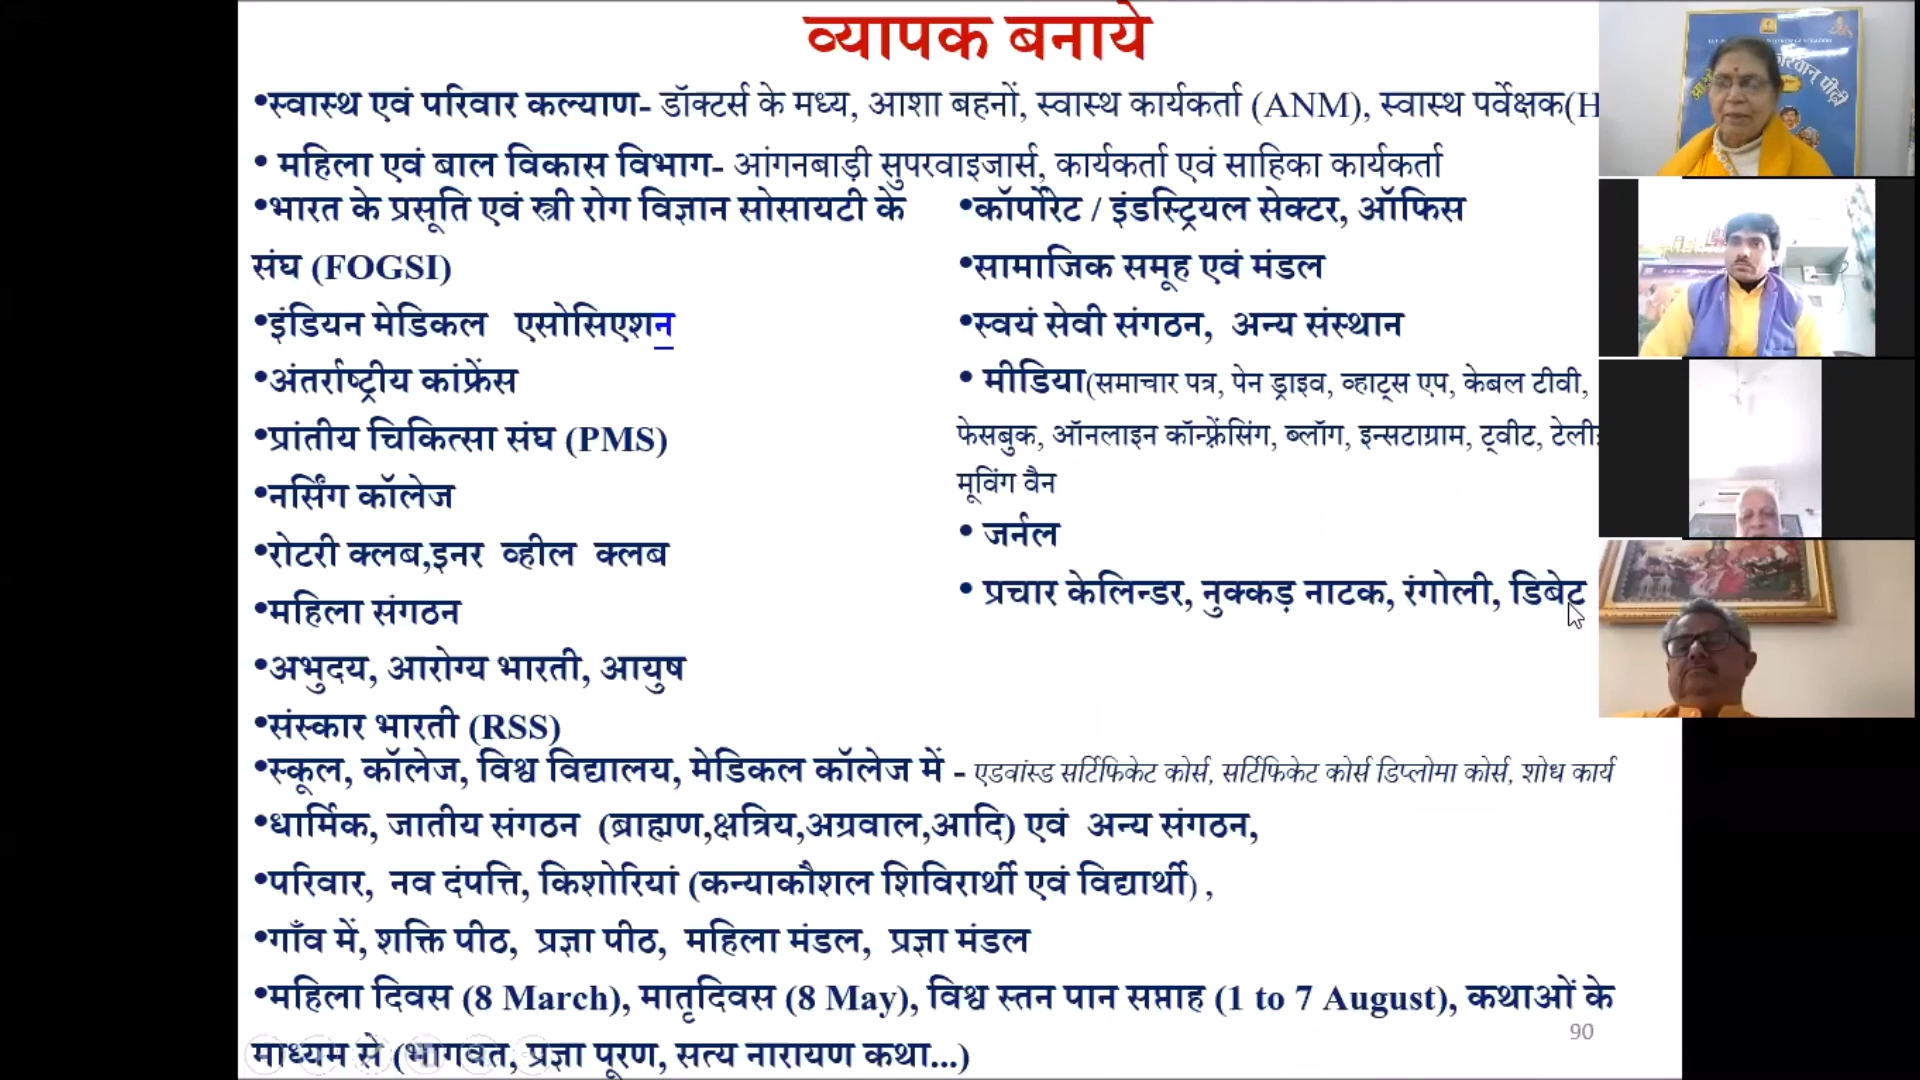 व्यापक बनाये
•स्वास्थ एवं परिवार कल्याण- डॉक्टर्स के मध्य, आशा बहनों, स्वास्थ कार्यकर्ता (ANM), स्वास्थ पर्वेक्षक(H
• महिला एवं बाल विकास विभाग- आंगनबाड़ी सुपरवाइजार्स, कार्यकर्ता एवं साहिका कार्यकर्ता
•भारत के प्रसूति एवं स्त्री रोग विज्ञान सोसायटी के
संघ (FOGSI)
•इंडियन मेडिकल एसोसिएशन
•अंतर्राष्ट्रीय कांफ्रेंस
•प्रांतीय चिकित्सा संघ (PMS)
•नर्सिंग कॉलेज
•रोटरी क्लब,इनर व्हील क्लब
•महिला संगठन
•अभुदय, आरोग्य भारती, आयुष
•संस्कार भारती (RSS)
•कॉर्पोरेट / इंडस्ट्रियल सेक्टर, ऑफिस
•सामाजिक समूह एवं मंडल
•स्वयं सेवी संगठन, अन्य संस्थान
• मीडिया(समाचार पत्र, पेन ड्राइव, व्हाट्स एप, केबल टीवी,
फेसबुक, ऑनलाइन कॉन्फ़्रेंसिंग, ब्लॉग, इन्सटाग्राम, ट्वीट,
मूविंग वैन
• जर्नल
• प्रचार केलिन्डर, नुक्कड़ नाटक, रंगोली, डिबेट
•स्कूल, कॉलेज, विश्व विद्यालय, मेडिकल कॉलेज में - एडवांस्ड सर्टिफिकेट कोर्स, सर्टिफिकेट कोर्स डिप्लोमा कोर्स, शोध कार्य
•धार्मिक, जातीय संगठन (ब्राह्मण,क्षत्रिय,अग्रवाल,आदि) एवं अन्य संगठन,
•परिवार, नव दंपत्ति, किशोरियां (कन्याकौशल शिविरार्थी एवं विद्यार्थी) ,
•गाँव में, शक्ति पीठ, प्रज्ञा पीठ, महिला मंडल, प्रज्ञा मंडल
•महिला दिवस (8 March), मातृदिवस (8 May), विश्व स्तन पान सप्ताह (1 to 7 August), कथाओं के
माध्यम से (भागवत, प्रज्ञा पूरण, सत्य नारायण कथा...)
90